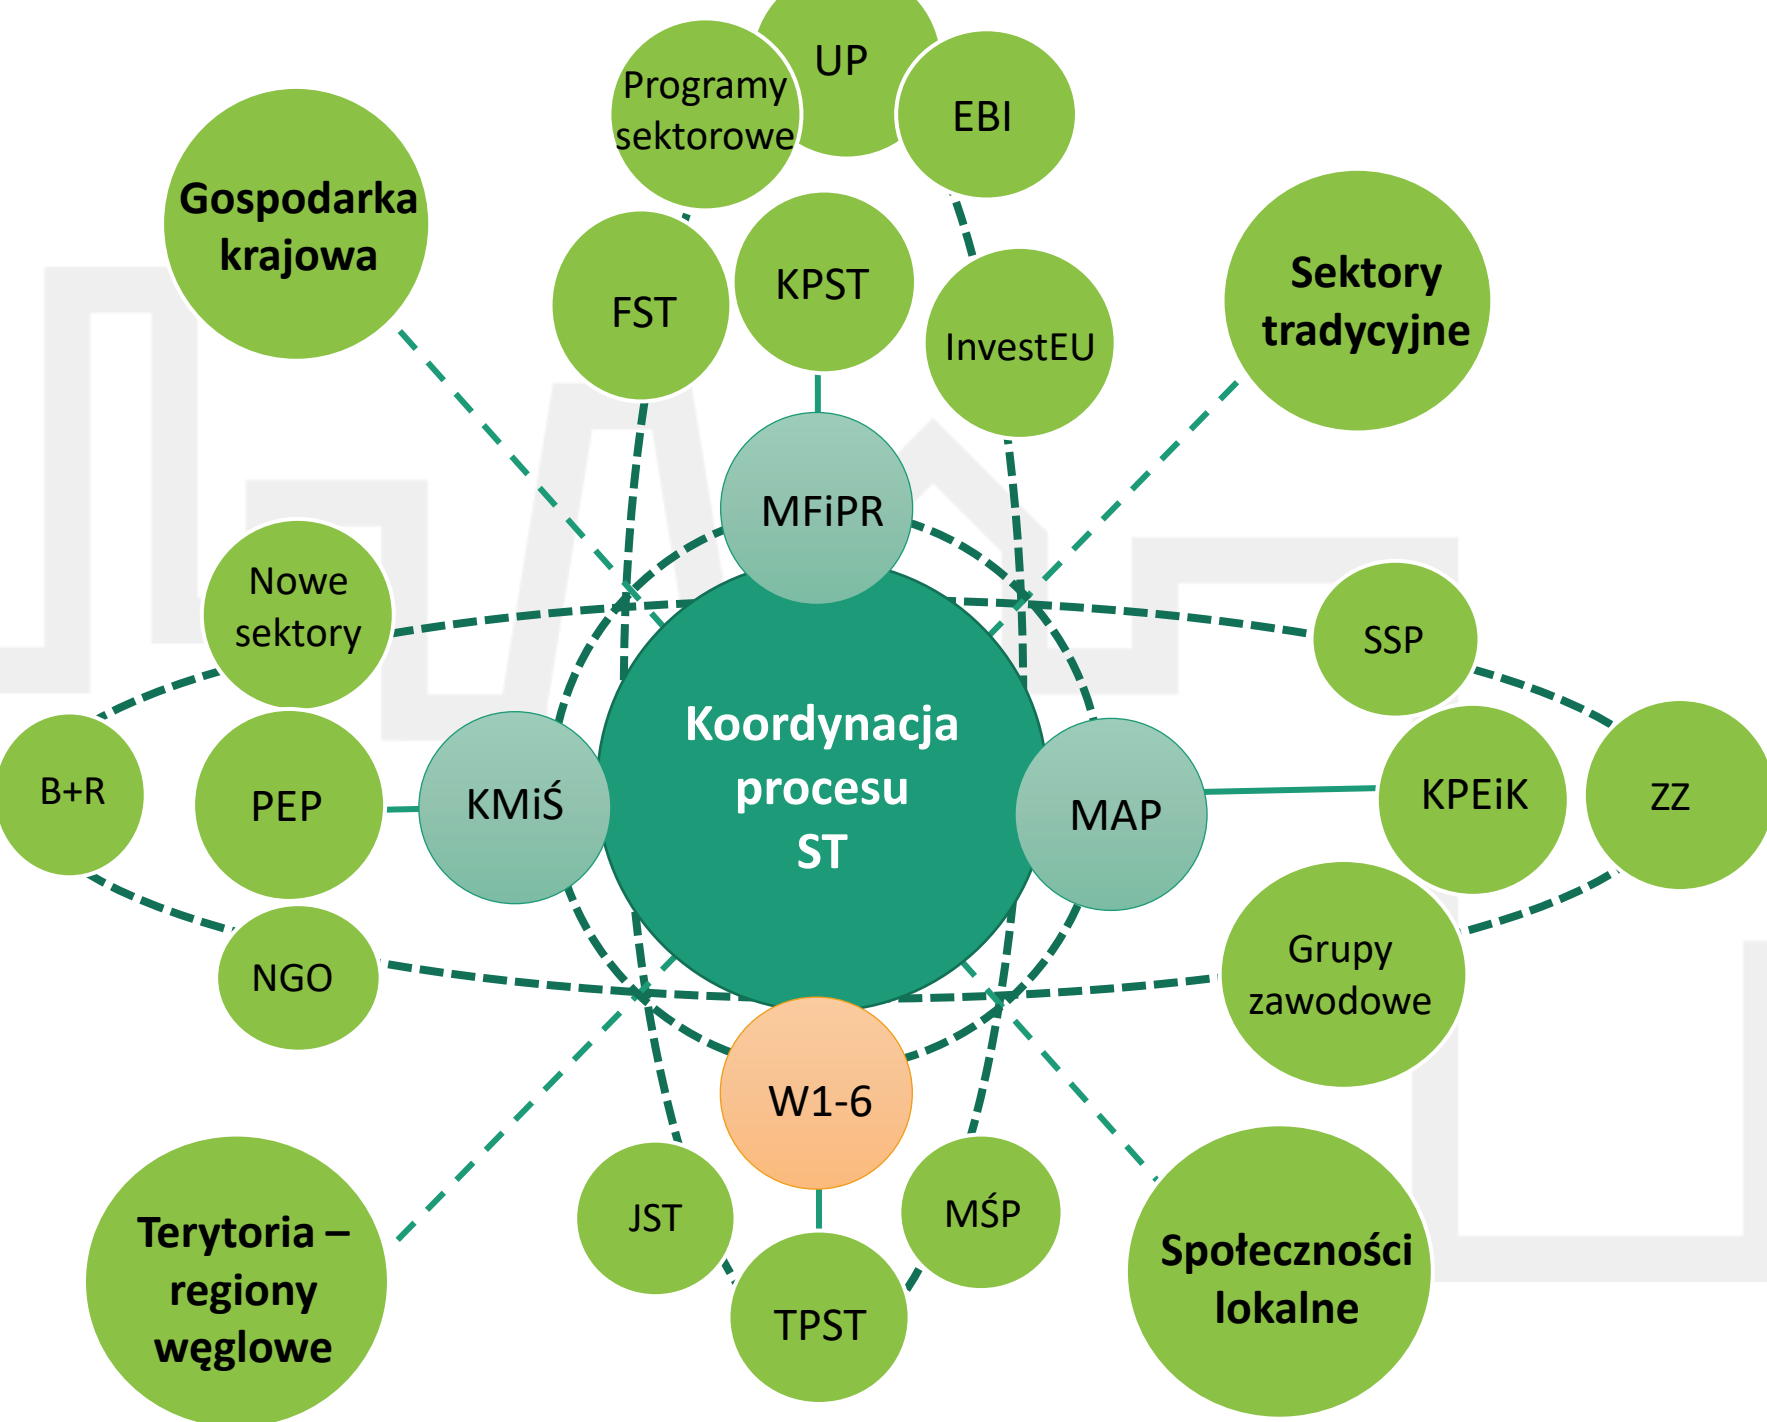 UP
Programy
sektorowe
EBI
Gospodarka
krajowa
KPST
FST
InvestEU
Sektory
tradycyjne
MFiPR
Nowe
sektory
SSP
Koordynacja
procesu
ST
B+R
PEP
KMiŚ
MAP
KPEiK
ZZ
NGO
Grupy
zawodowe
W1-6
JST
MŚP
TPST
Terytoria –
regiony
węglowe
Społeczności
lokalne